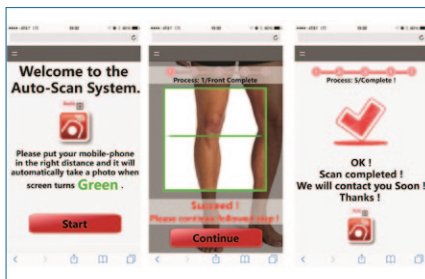 Welcome to the
Auto-Scan System.
Please put your mobile-phone
in the right distance and it will
automatically take a photo when
screen turns Green .
Start
Process: 1/Front Complete
Succeed !
Please continue followed step !
Continue
Process: 5/Complete !
OK !
Scan completed !
We will contact you Soon !
Thanks !